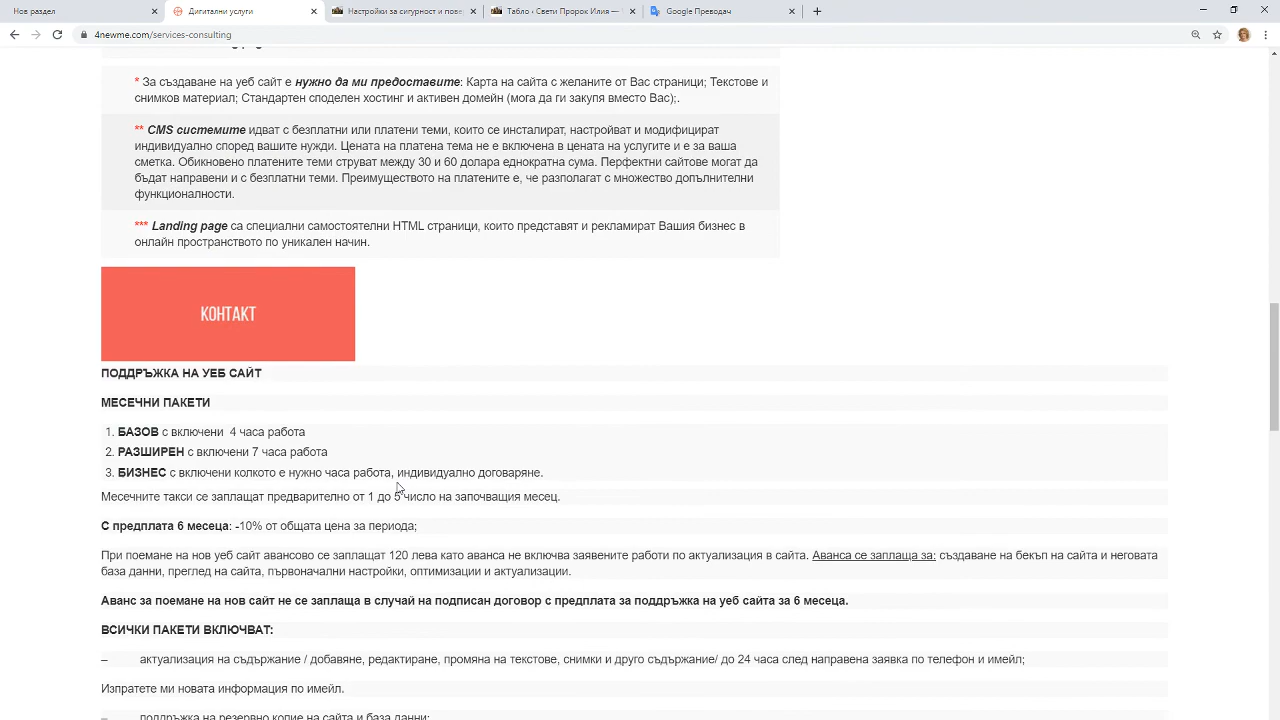 Нов раздел
Дигитални услуги
Настройки за сигурност и пове
Табло ‹ Свети Пророк Илия —
Google Преводач
4newme.com/services-consulting
* За създаване на уеб сайт е нужно да ми предоставите: Карта на сайта с желаните от Вас страници; Текстове и
снимков материал; Стандартен споделен хостинг и активен домейн (мога да ги закупя вместо Вас);.
** CMS системите идват с безплатни или платени теми, които се инсталират, настройват и модифицират
индивидуално според вашите нужди. Цената на платена тема не е включена в цената на услугите и е за ваша
сметка. Обикновено платените теми струват между 30 и 60 долара еднократна сума. Перфектни сайтове могат да
бъдат направени и с безплатни теми. Преимуществото на платените е, че разполагат с множество допълнителни
функционалности.
*** Landing page са специални самостоятелни HTML страници, които представят и рекламират Вашия бизнес в
онлайн пространството по уникален начин.
КОНТАКТ
ПОДДРЪЖКА НА УЕБ САЙТ
МЕСЕЧНИ ПАКЕТИ
1. БАЗОВ с включени 4 часа работа
2. РАЗШИРЕН с включени 7 часа работа
3. БИЗНЕС с включени колкото е нужно часа работа, индивидуално договаряне.
Месечните такси се заплащат предварително от 1 до 5 число на започващия месец.
С предплата 6 месеца: -10% от общата цена за периода;
При поемане на нов уеб сайт авансово се заплащат 120 лева като аванса не включва заявените работи по актуализация в сайта. Аванса се заплаща за: създаване на бекъп на сайта и неговата
база данни, преглед на сайта, първоначални настройки, оптимизации и актуализации.
Аванс за поемане на нов сайт не се заплаща в случай на подписан договор с предплата за поддръжка на уеб сайта за 6 месеца.
ВСИЧКИ ПАКЕТИ ВКЛЮЧВАТ:
– актуализация на съдържание / добавяне, редактиране, промяна на текстове, снимки и друго съдържание/ до 24 часа след направена заявка по телефон и имейл;
Изпратете ми новата информация по имейл.
– поддръжка на резервно копие на сайта и база данни;